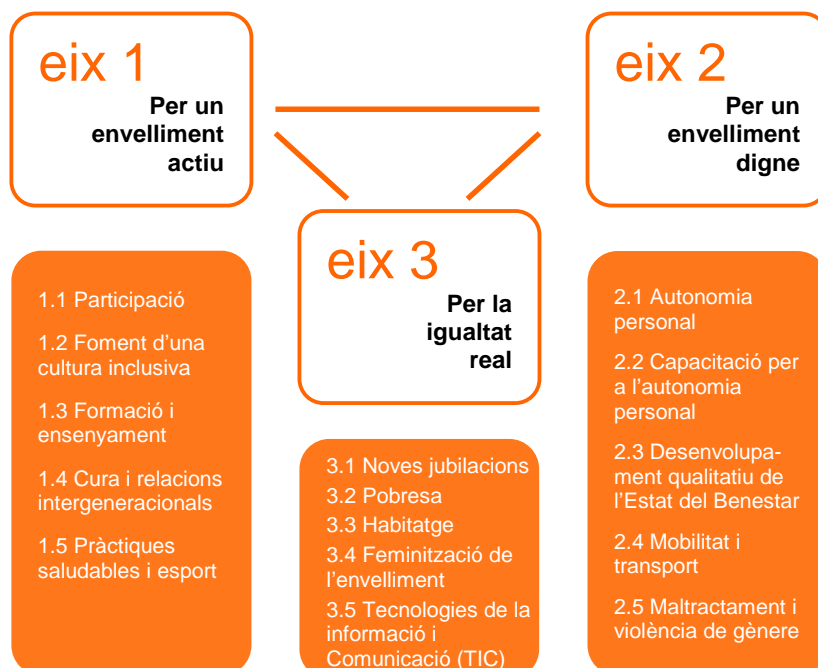 eix 1
Per un
envelliment
actiu
eix 2
Per un
envelliment
digne
eix 3
Per la
igualtat
real
1.1 Participació
1.2 Foment d’una
cultura inclusiva
1.3 Formació i
ensenyament
1.4 Cura i relacions
intergeneracionals
1.5 Pràctiques
saludables i esport
3.1 Noves jubilacions
3.2 Pobresa
3.3 Habitatge
3.4 Feminització de
l’envelliment
3.5 Tecnologies de la
informació i
Comunicació (TIC)
2.1 Autonomia
personal
2.2 Capacitació per
a l’autonomia
personal
2.3 Desenvolupa-
ment qualitatiu de
l’Estat del Benestar
2.4 Mobilitat i
transport
2.5 Maltractament i
violència de gènere